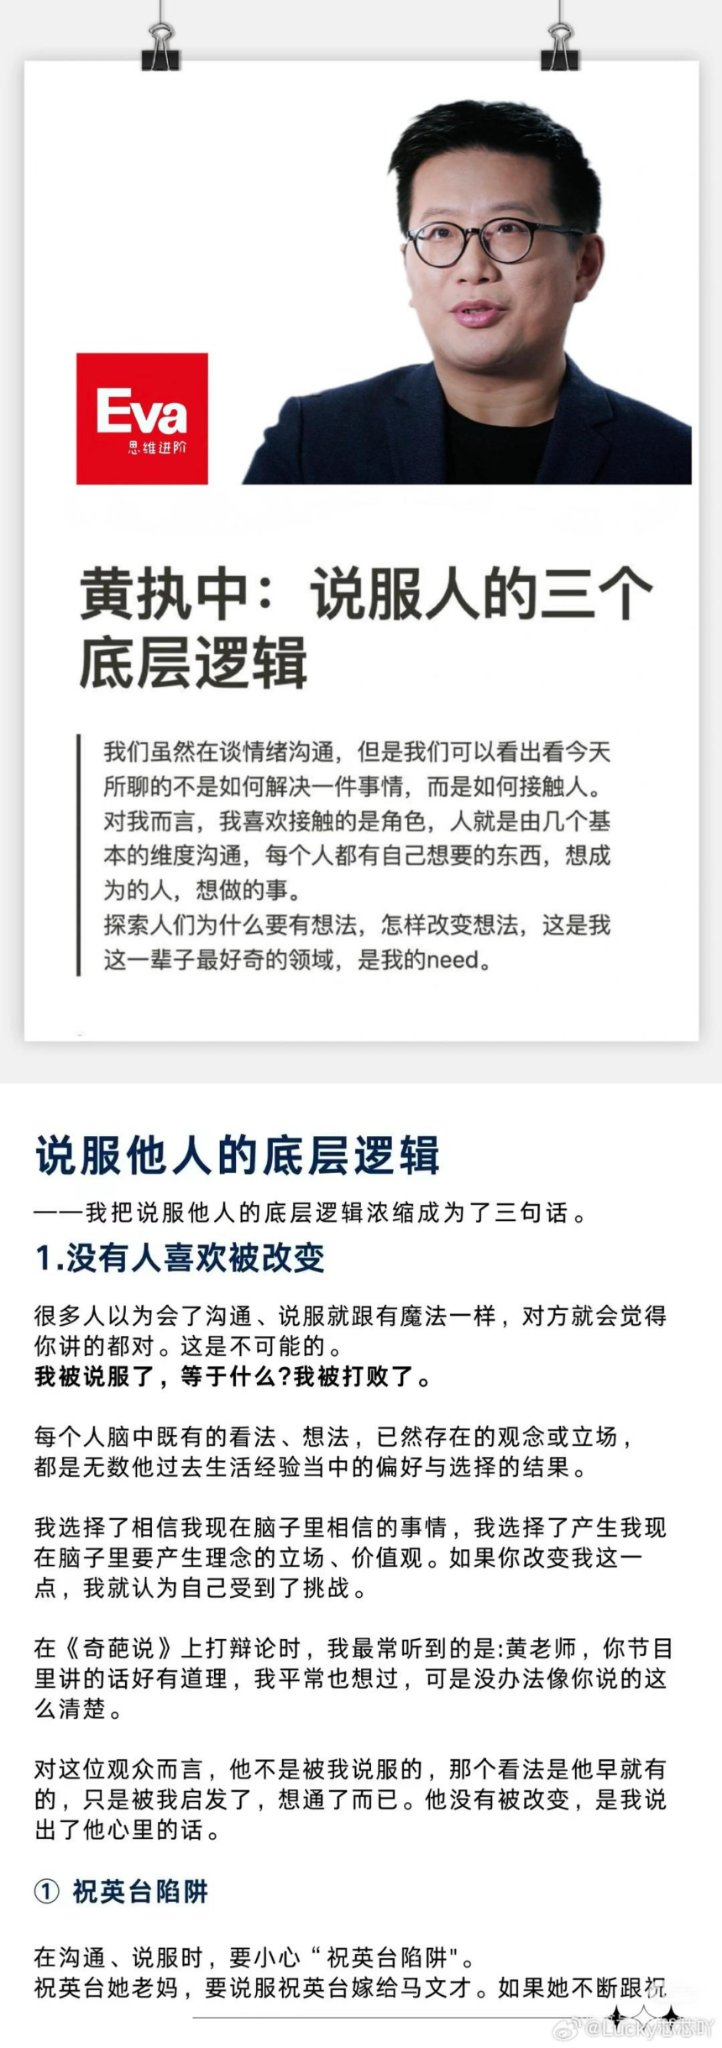 Eva
思维进阶
黄执中：说服人的三个
底层逻辑
我们虽然在谈情绪沟通，但是我们可以看出看今天
所聊的不是如何解决一件事情，而是如何接触人。
对我而言，我喜欢接触的是角色，人就是由几个基
本的维度沟通，每个人都有自己想要的东西，想成
为的人，想做的事。
探索人们为什么要有想法，怎样改变想法，这是我
这一辈子最好奇的领域，是我的need。
说服他人的底层逻辑
——我把说服他人的底层逻辑浓缩成为了三句话。
1.没有人喜欢被改变
很多人以为会了沟通、说服就跟有魔法一样，对方就会觉得
你讲的都对。这是不可能的。
我被说服了，等于什么?我被打败了。
每个人脑中既有的看法、想法，已然存在的观念或立场，
都是无数他过去生活经验当中的偏好与选择的结果。
我选择了相信我现在脑子里相信的事情，我选择了产生我现
在脑子里要产生理念的立场、价值观。如果你改变我这一
点，我就认为自己受到了挑战。
在《奇葩说》上打辩论时，我最常听到的是:黄老师，你节目
里讲的话好有道理，我平常也想过，可是没办法像你说的这
么清楚。
对这位观众而言，他不是被我说服的，那个看法是他早就有
的，只是被我启发了，想通了而已。他没有被改变，是我说
出了他心里的话。
① 祝英台陷阱
在沟通、说服时，要小心“祝英台陷阱"。
祝英台她老妈，要说服祝英台嫁给马文才。如果她不断跟祝
@Lucky芯芯吖